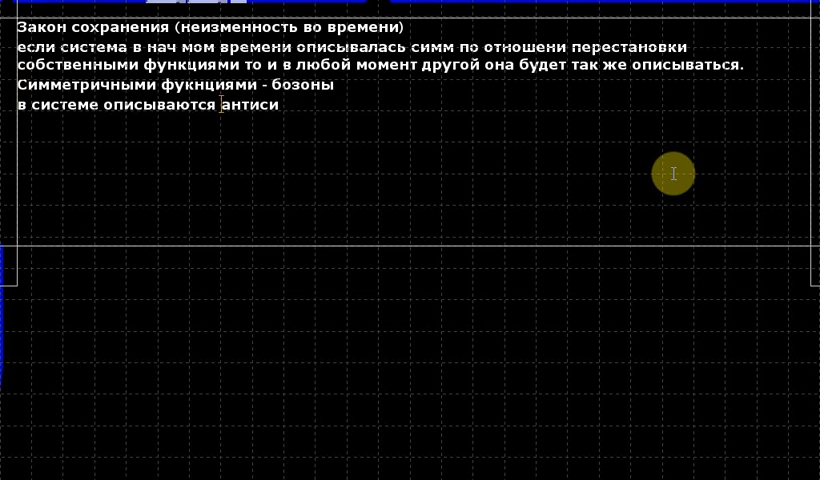 Закон сохранения (неизменность во времени)
если система в нач мом времени описывалась симм по отношени перестановки
собственными функциями то и в любой момент другой она будет так же описываться.
Симметричными фукнциями - бозоны
в системе описываются антиси